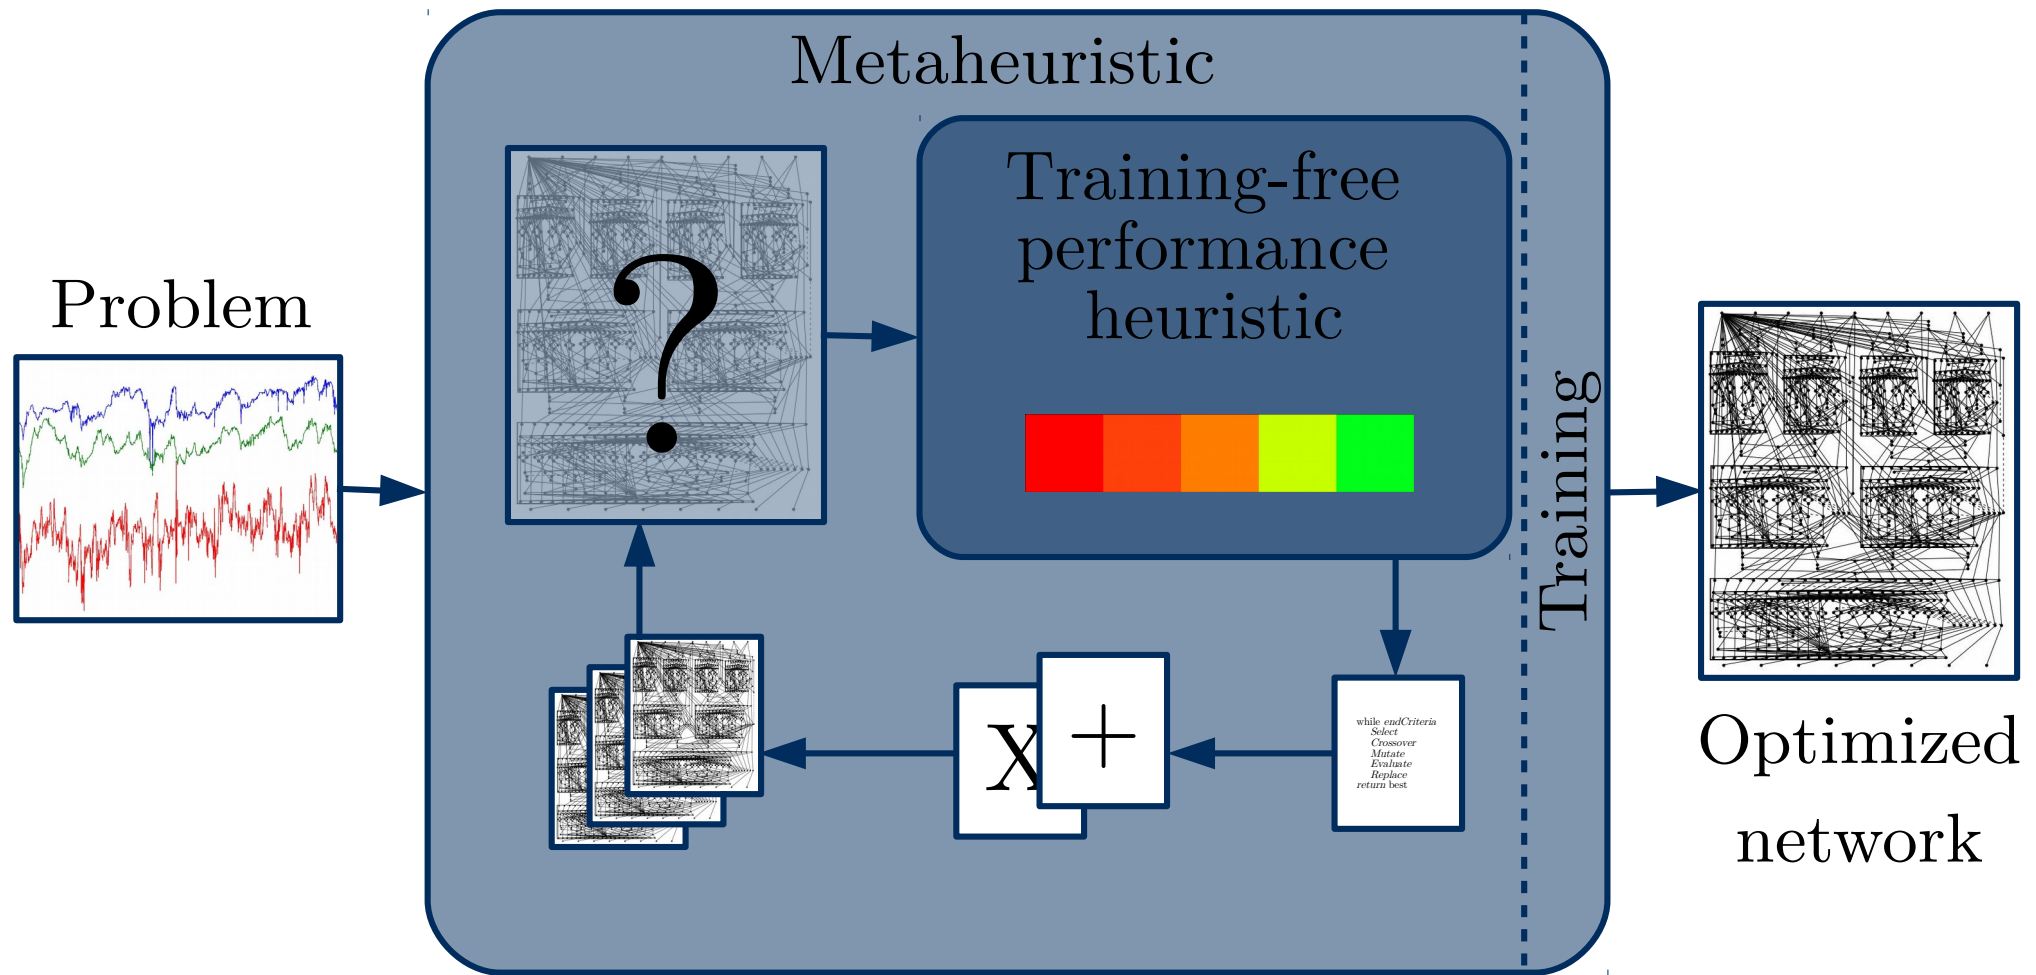 Metaheuristic
Training-free
performance
heuristic
Problem
?
Training
while endCriteria
Select
Crossover
Mutate
Evaluate
Replace
return best
X
+
Optimized
network